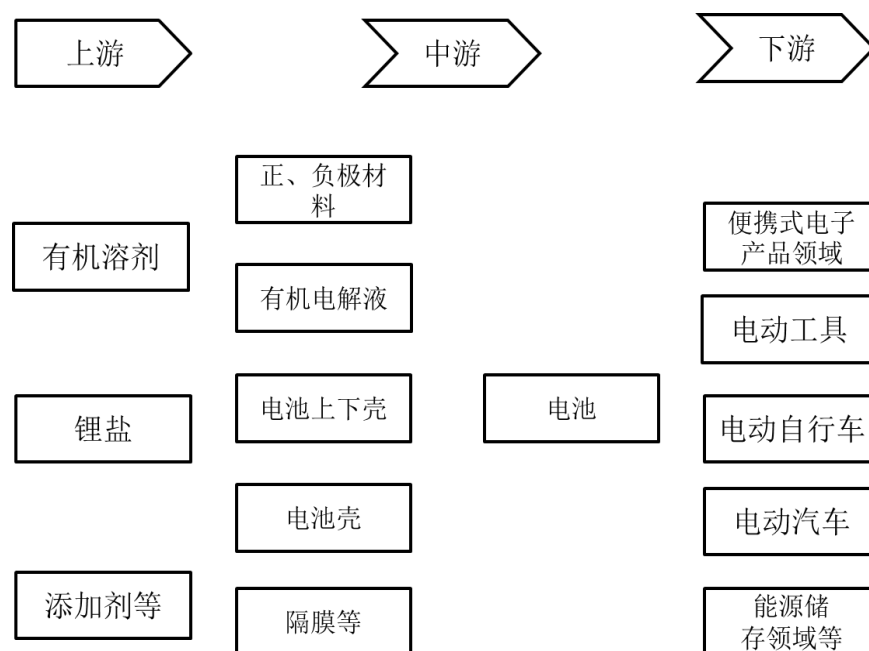 上游
中游
下游
正、负极材
料
有机溶剂
便携式电子
产品领域
有机电解液
电动工具
锂盐
电池上下壳
电池
电动自行车
电池壳
电动汽车
添加剂等
隔膜等
能源储
存领域等